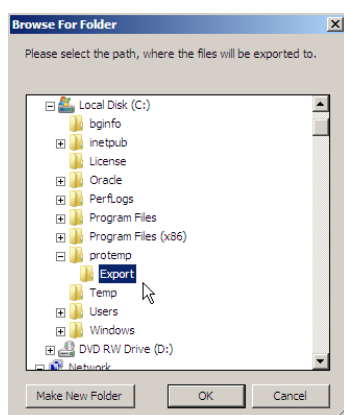 Browse For Folder
Please select the path, where the files will be exported to.
Local Disk (C:)
bginfo
inetpub
License
Oracle
PerfLogs
Program Files
Program Files (x86)
protemp
Export
Temp
Users
Windows
DVD RW Drive (D:)
Network
Make New Folder OK Cancel